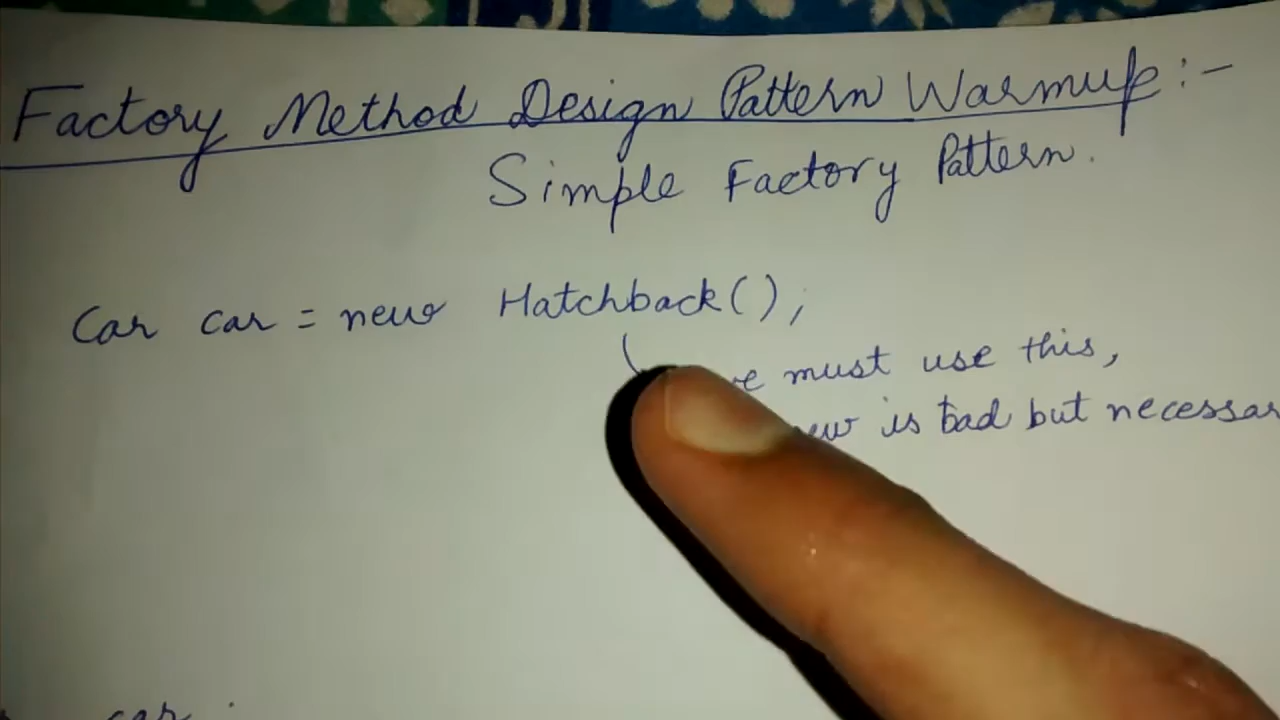 Factory Method Design Pattern Warmup:-
Simple Factory Pattern.
Car car = new Hatchback();
must use this,
is bad but necessar
car